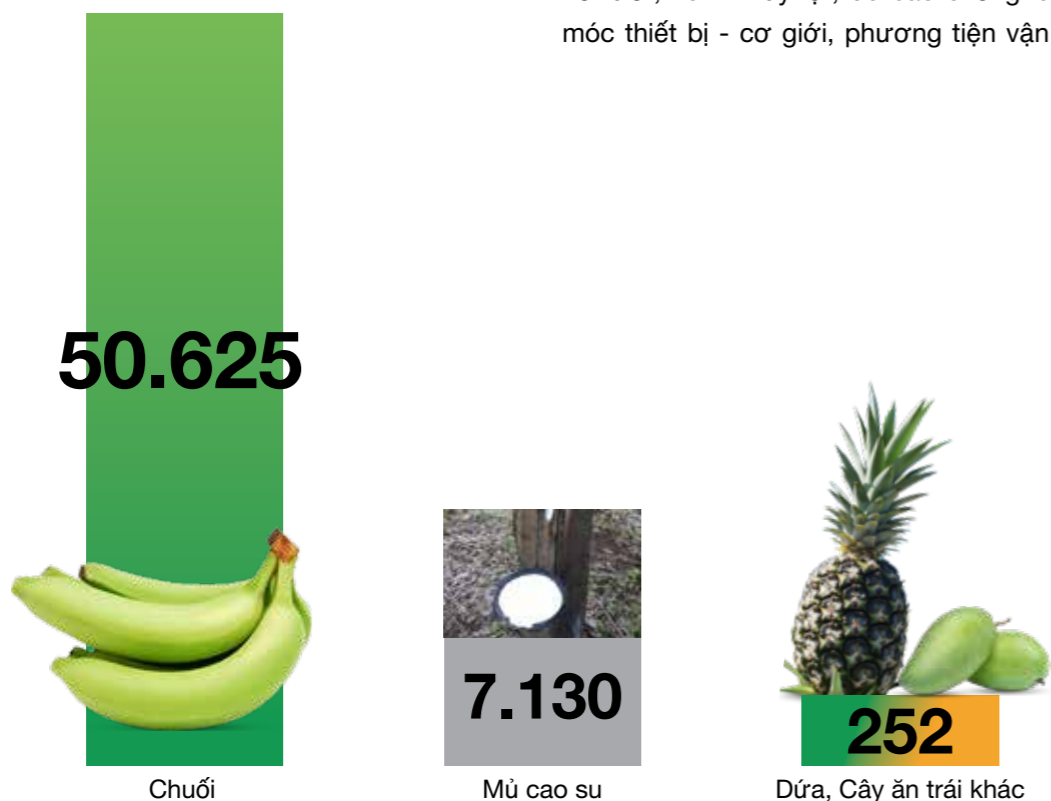 móc thiết bị - cơ giới, phương tiện vận
50.625
7.130
252
Chuối
Mủ cao su
Dứa, Cây ăn trái khác